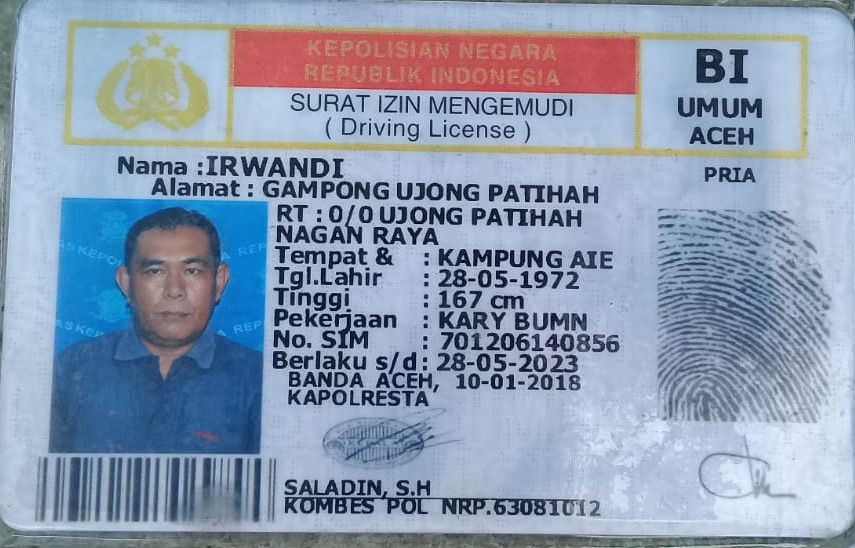 KEPOLISIAN NEGARA
REPUBLIK INDONESIA
SURAT IZIN MENGEMUDI
( Driving License )
BI
UMUM
ACEH
Nama :IRWANDI
PRIA
Alamat : GAMPONG UJONG PATIHAH
RT : 0/0 UJONG PATIHAH
NAGAN RAYA
Tempat & : KAMPUNG AIE
Tgl.Lahir : 28-05-1972
Tinggi : 167 cm
Pekerjaan : KARY BUMN
No. SIM : 701206140856
Berlaku s/d: 28-05-2023
BANDA ACEH, 10-01-2018
KAPOLRESTA
SALADIN, S.H
KOMBES POL NRP.63081012